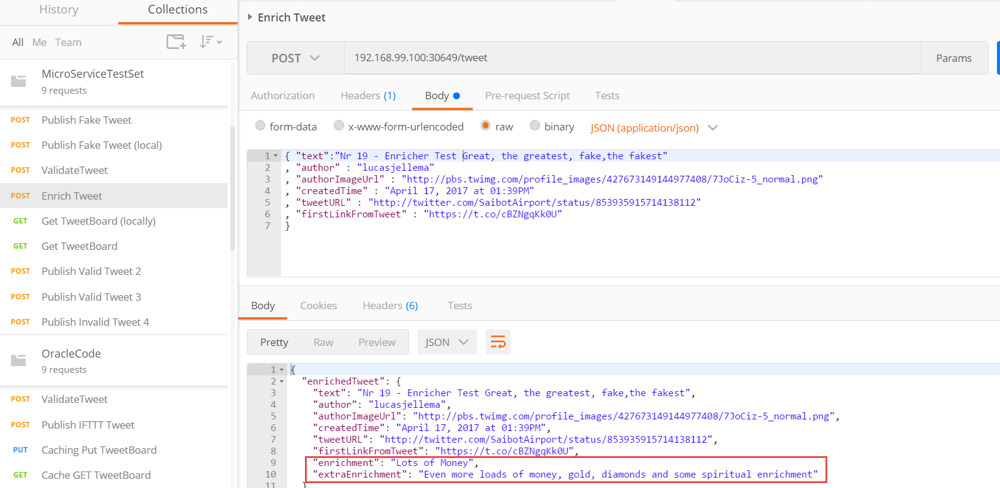 History Collections
All Me Team
MicroServiceTestSet
9 requests
POST Publish Fake Tweet
POST Publish Fake Tweet (local)
POST ValidateTweet
POST Enrich Tweet
GET Get TweetBoard (locally)
GET Get TweetBoard
POST Publish Valid Tweet 2
POST Publish Valid Tweet 3
POST Publish Invalid Tweet 4
OracleCode
9 requests
POST ValidateTweet
POST Publish IFTTT Tweet
PUT Caching Put TweetBoard
GET Cache GET TweetBoard
Enrich Tweet
POST 192.168.99.100:30649/tweet Params
Authorization Headers (1) Body Pre-request Script Tests
form-data x-www-form-urlencoded raw binary JSON (application/json)
1 { "text":"Nr 19 - Enricher Test Great, the greatest, fake,the fakest"
2 , "author" : "lucasjellema"
3 , "authorImageUrl" : "http://pbs.twimg.com/profile_images/427673149144977408/7JoCiz-5_normal.png"
4 , "createdTime" : "April 17, 2017 at 01:39PM"
5 , "tweetURL" : "http://twitter.com/SaibotAirport/status/853935915714138112"
6 , "firstLinkFromTweet" : "https://t.co/cBZNgqKk0U"
7 }
Body Cookies Headers (6) Tests
Pretty Raw Preview JSON
1 {
2 "enrichedTweet": {
3 "text": "Nr 19 - Enricher Test Great, the greatest, fake,the fakest",
4 "author": "lucasjellema",
5 "authorImageUrl": "http://pbs.twimg.com/profile_images/427673149144977408/7JoCiz-5_normal.png",
6 "createdTime": "April 17, 2017 at 01:39PM",
7 "tweetURL": "http://twitter.com/SaibotAirport/status/853935915714138112",
8 "firstLinkFromTweet": "https://t.co/cBZNgqKk0U",
9 "enrichment": "Lots of Money",
10 "extraEnrichment": "Even more loads of money, gold, diamonds and some spiritual enrichment"
11 }